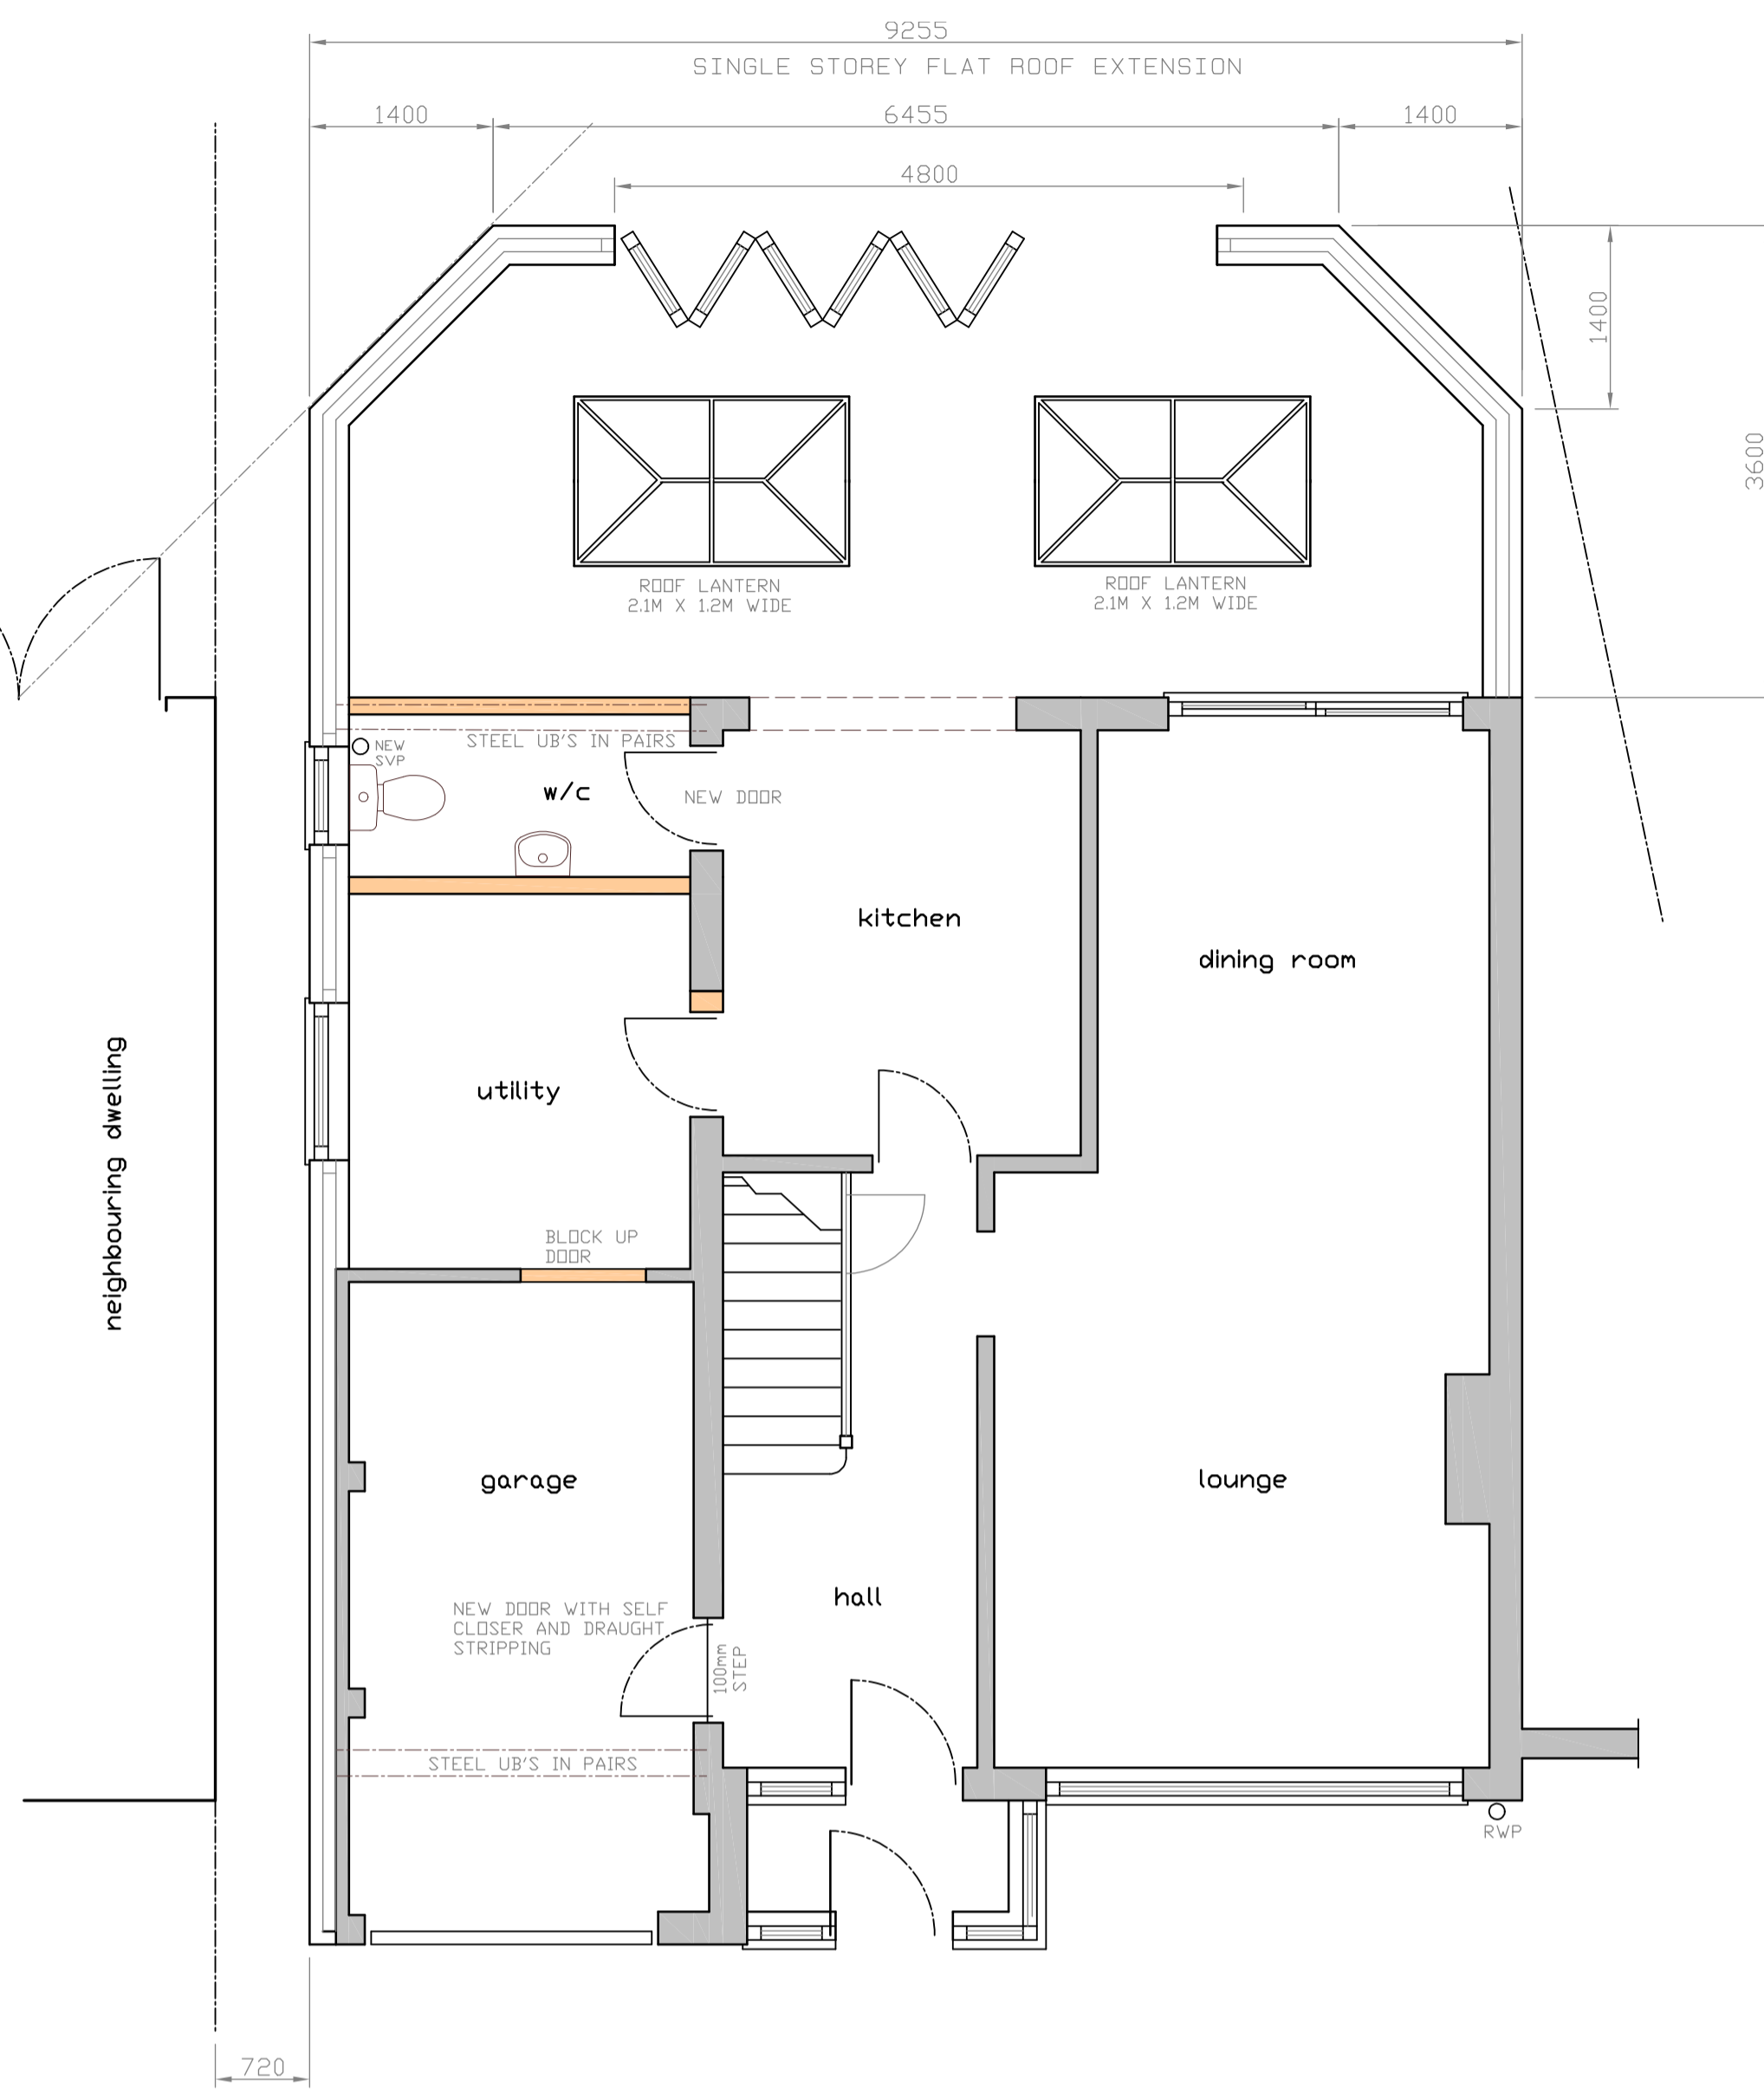 9255
SINGLE STOREY FLAT ROOF EXTENSION
1400
6455
1400
4800
1400
3600
ROOF LANTERN
2.1M X 1.2M WIDE
ROOF LANTERN
2.1M X 1.2M WIDE
STEEL UB'S IN PAIRS
NEW
SVP
w/c
NEW DOOR
kitchen
dining room
utility
neighbouring dwelling
BLOCK UP
DOOR
garage
lounge
hall
NEW DOOR WITH SELF
CLOSER AND DRAUGHT
STRIPPING
100mm
STEP
STEEL UB'S IN PAIRS
RWP
720